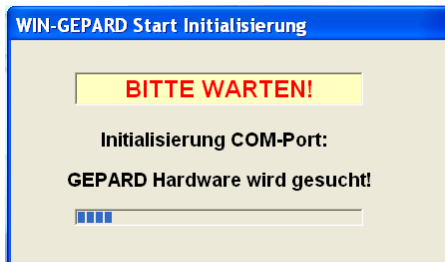 WIN-GEPARD Start Initialisierung
BITTE WARTEN!
Initialisierung COM-Port:
GEPARD Hardware wird gesucht!